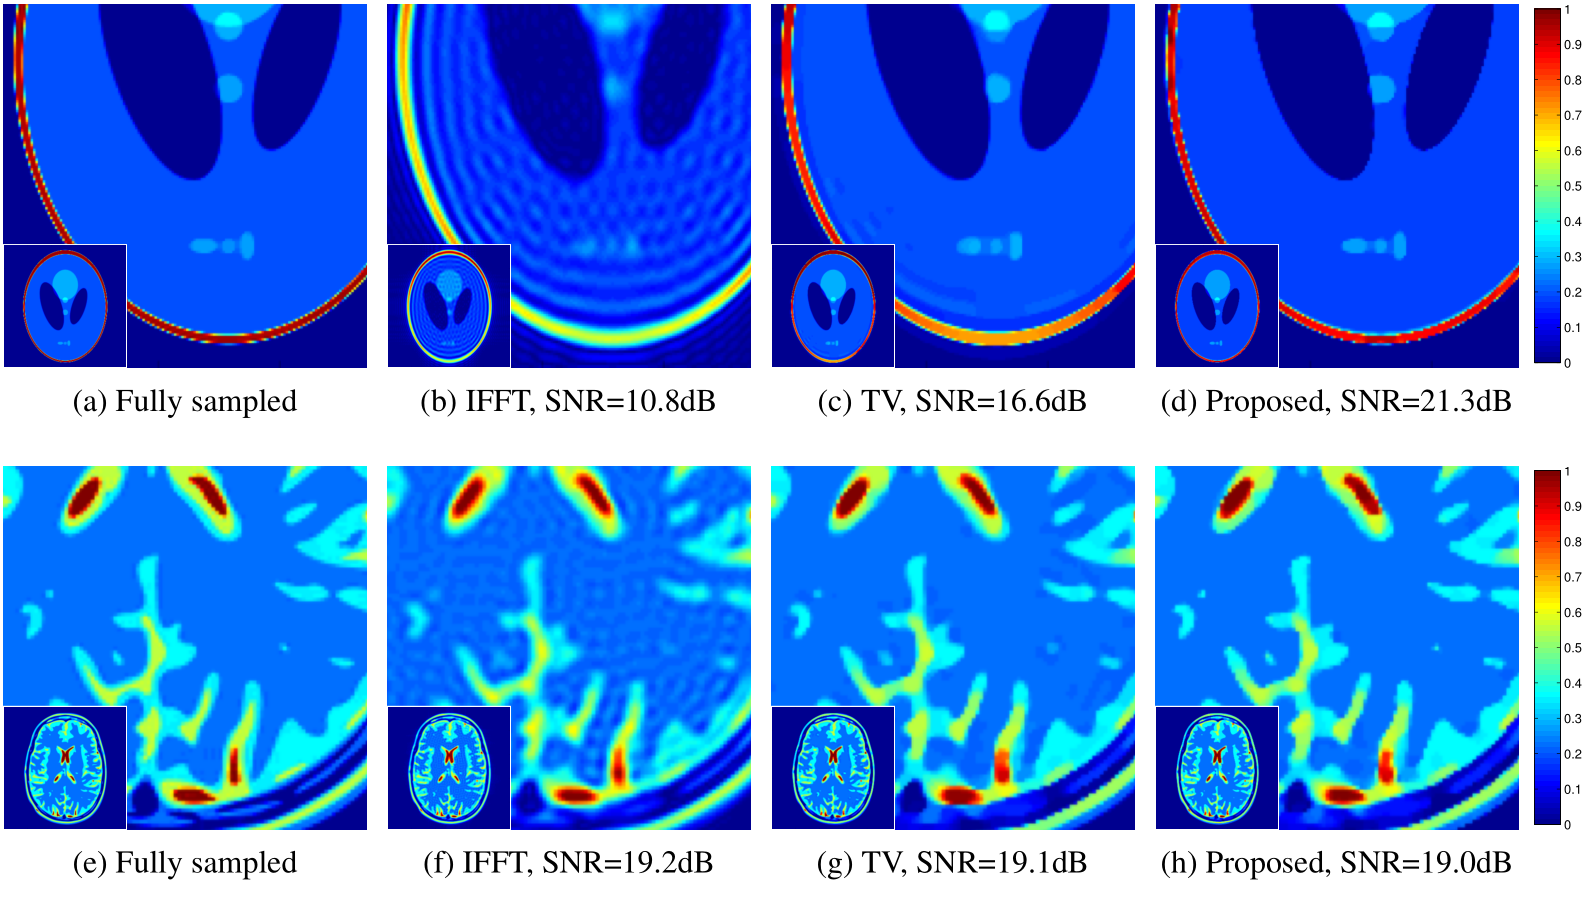 1
0.9
0.8
0.7
0.6
0.5
0.4
0.3
0.2
0.1
0
(a) Fully sampled
(b) IFFT, SNR=10.8dB
(c) TV, SNR=16.6dB
(d) Proposed, SNR=21.3dB
1
0.9
0.8
0.7
0.6
0.5
0.4
0.3
0.2
0.1
0
(e) Fully sampled
(f) IFFT, SNR=19.2dB
(g) TV, SNR=19.1dB
(h) Proposed, SNR=19.0dB